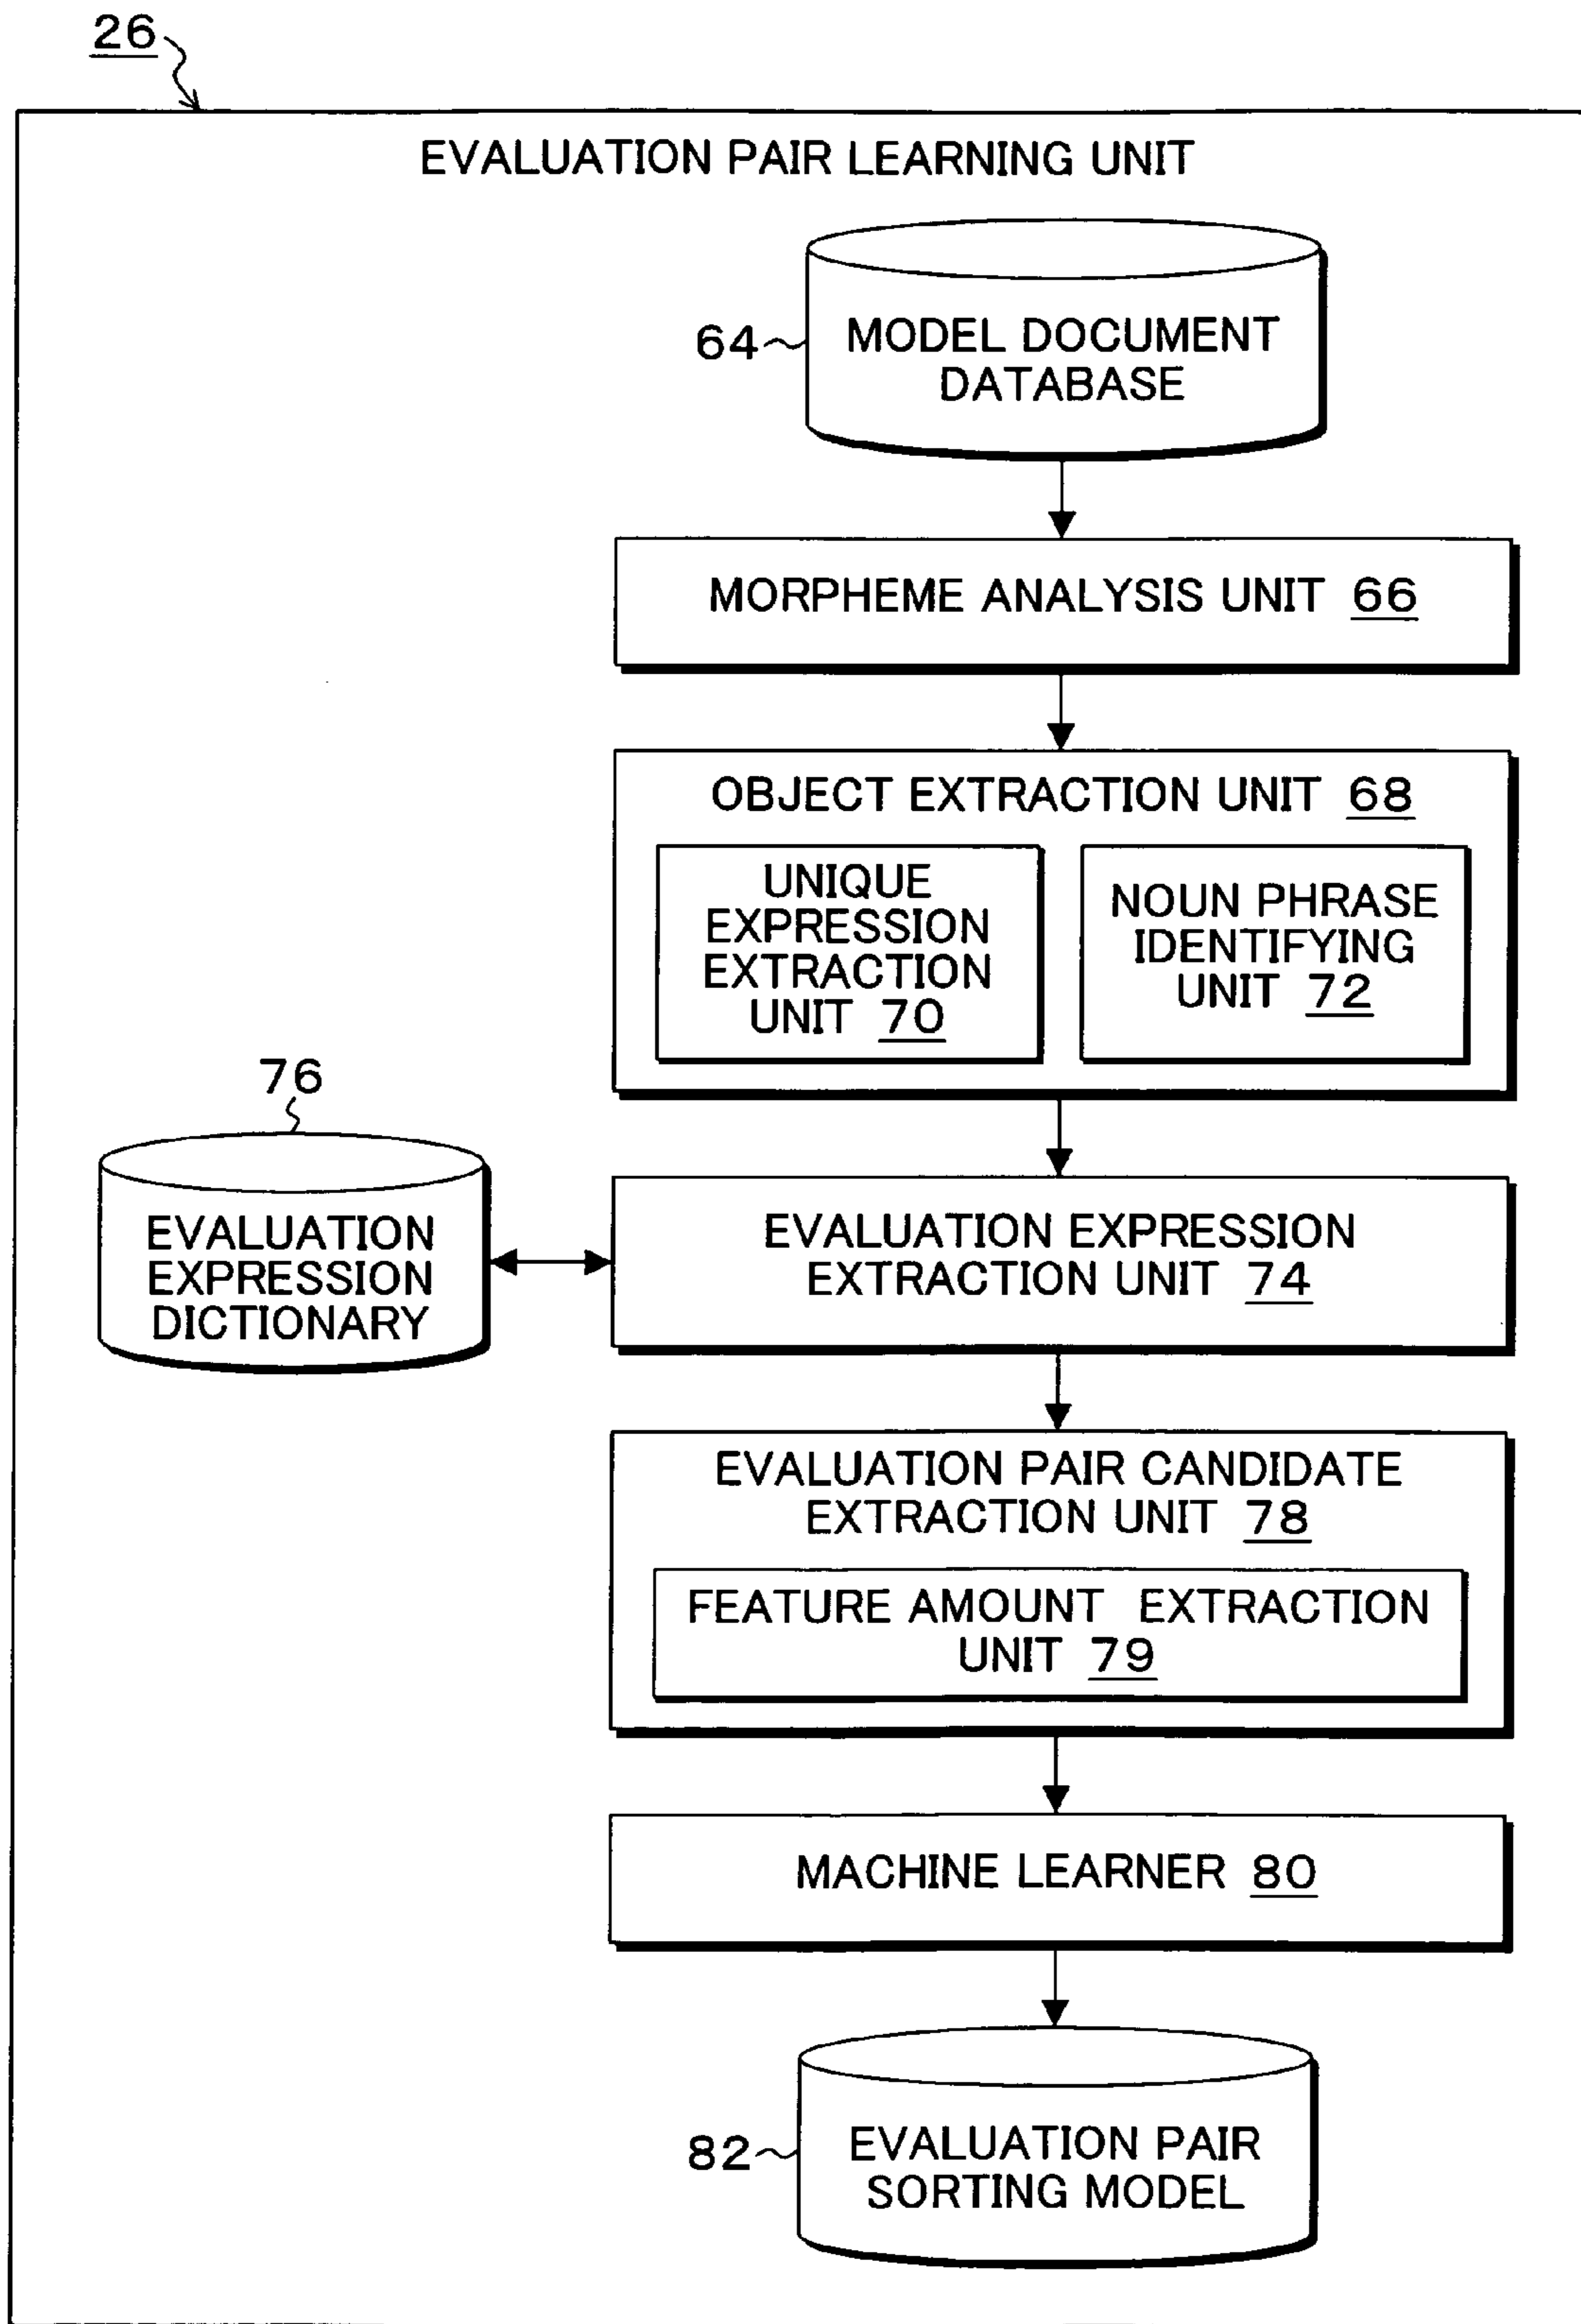 26
EVALUATION PAIR LEARNING UNIT
64
MODEL DOCUMENT
DATABASE
MORPHEME ANALYSIS UNIT 66
OBJECT EXTRACTION UNIT 68
UNIQUE
EXPRESSION
EXTRACTION
UNIT 70
NOUN PHRASE
IDENTIFYING
UNIT 72
76
EVALUATION
EXPRESSION
DICTIONARY
EVALUATION EXPRESSION
EXTRACTION UNIT 74
EVALUATION PAIR CANDIDATE
EXTRACTION UNIT 78
FEATURE AMOUNT EXTRACTION
UNIT 79
MACHINE LEARNER 80
82
EVALUATION PAIR
SORTING MODEL